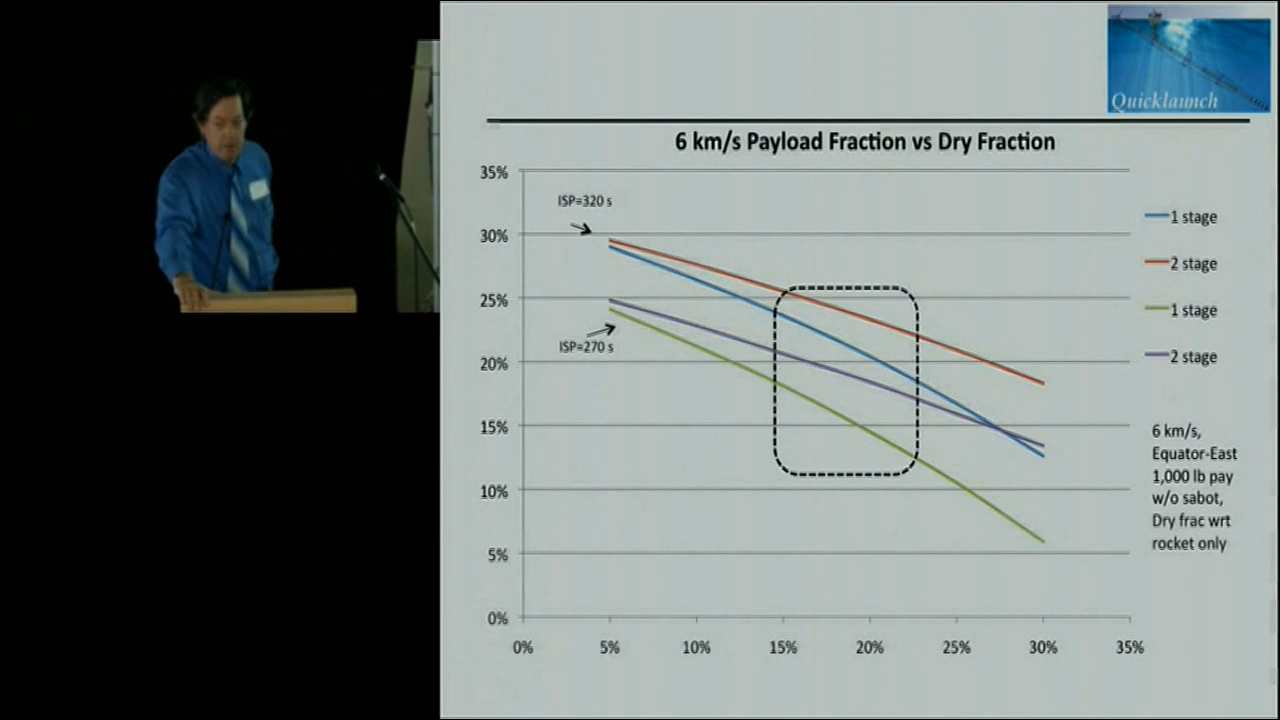 Quicklaunch
6 km/s Payload Fraction vs Dry Fraction
35%
30%
25%
20%
15%
10%
5%
0%
0%
5%
10%
15%
20%
25%
30%
35%
ISP=320 s
ISP=270 s
1 stage
2 stage
1 stage
2 stage
6 km/s,
Equator-East
1,000 lb pay
w/o sabot,
Dry frac wrt
rocket only